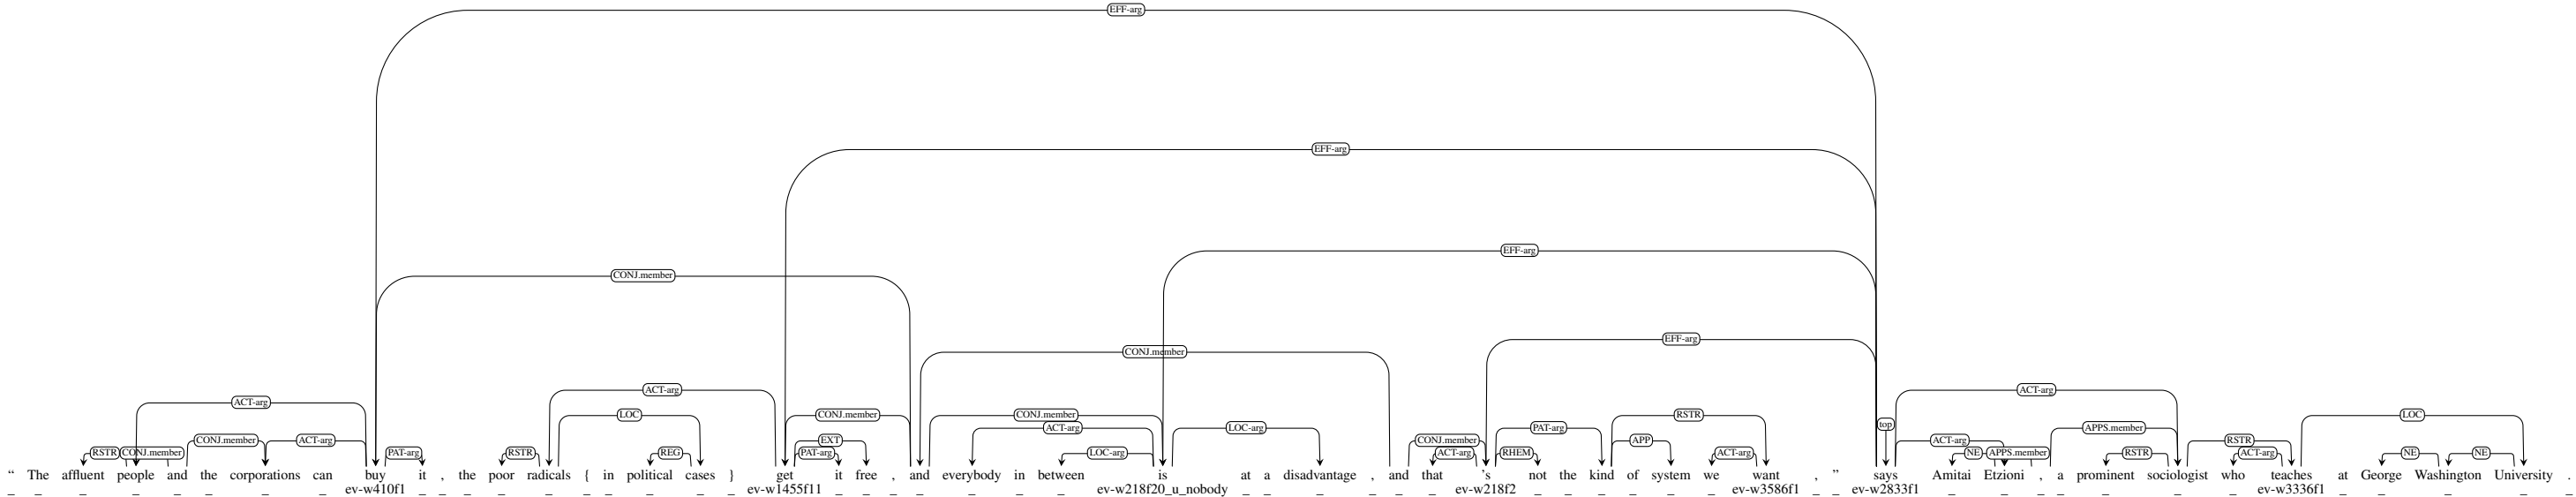 EFF-arg
EFF-arg
EFF-arg
CONJ.member
EFF-arg
CONJ.member
ACT-arg ACT-arg
ACT-arg LOC CONJ.member CONJ.member RSTR LOC
top
ACT-arg LOC-arg PAT-arg APPS.member
CONJ.member ACT-arg EXT CONJ.member APP ACT-arg RSTR
RSTR CONJ.member PAT-arg RSTR REG PAT-arg LOC-arg ACT-arg RHEM ACT-arg NE APPS.member RSTR ACT-arg NE NE
“ The affluent people and the corporations can buy it , the poor radicals { in political cases } get it free , and everybody in between is at a disadvantage , and that 's not the kind of system we want , ” says Amitai Etzioni , a prominent sociologist who teaches at George Washington University .
_ _ _ _ _ _ _ _ ev-w410f1 _ _ _ _ _ _ _ _ _ _ ev-w1455f11 _ _ _ _ _ _ _ ev-w218f20_u_nobody _ _ _ _ _ _ ev-w218f2 _ _ _ _ _ _ ev-w3586f1 _ _ ev-w2833f1 _ _ _ _ _ _ _ ev-w3336f1 _ _ _ _ _